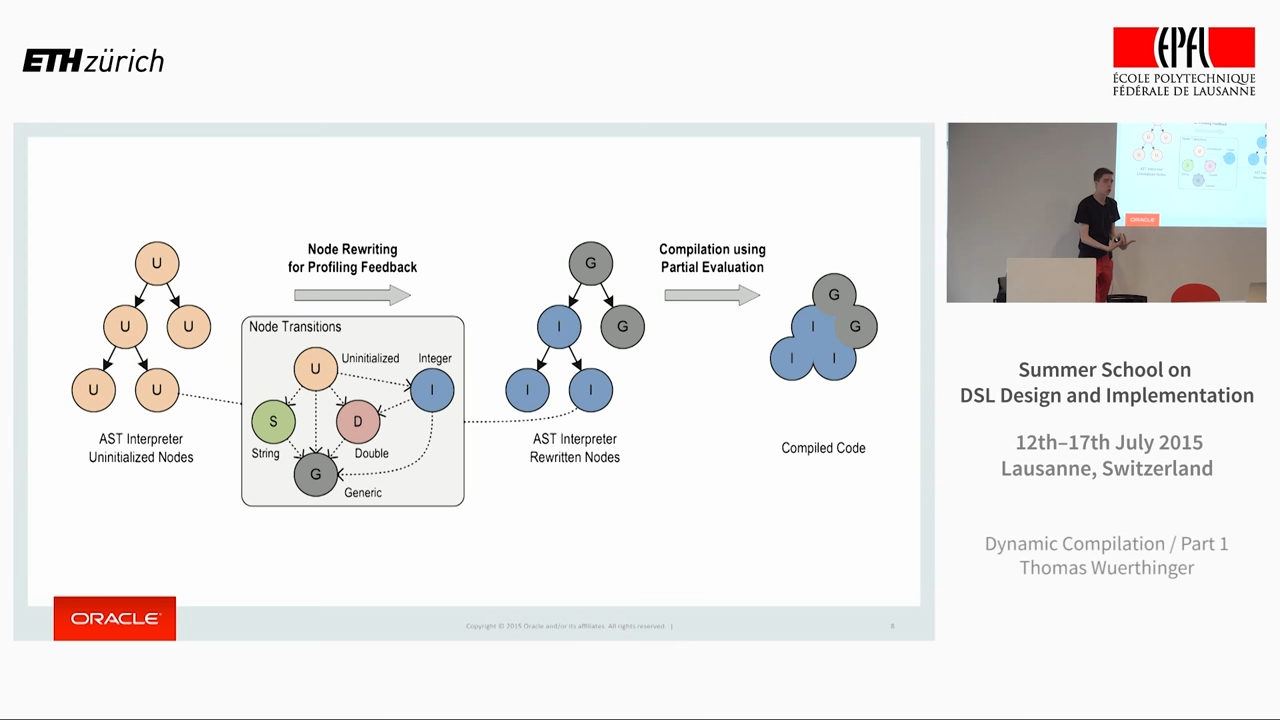 ETH zürich
EPFL
ÉCOLE POLYTECHNIQUE
FÉDÉRALE DE LAUSANNE
Node Rewriting
for Profiling Feedback
Compilation using
Partial Evaluation
U
U
U
U
U
AST Interpreter
Uninitialized Nodes
Node Transitions
U
Uninitialized
Integer
I
S
D
String
Double
G
Generic
G
I
G
I
I
AST Interpreter
Rewritten Nodes
G
I
G
I
I
Compiled Code
ORACLE
Copyright © 2015 Oracle and/or its affiliates. All rights reserved. |
8
ORACLE
Summer School on
DSL Design and Implementation
12th–17th July 2015
Lausanne, Switzerland
Dynamic Compilation / Part 1
Thomas Wuerthinger